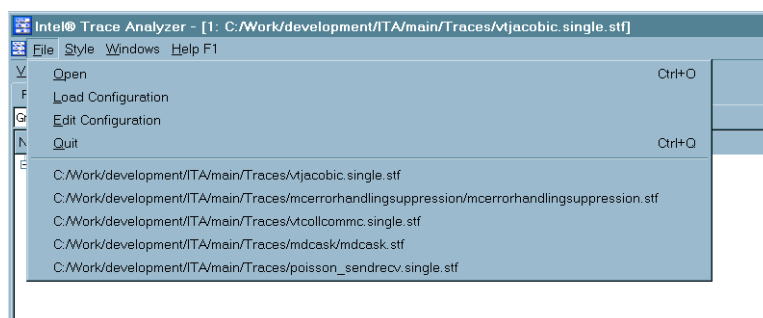 Intel® Trace Analyzer - [1: C:/Work/development/ITA/main/Traces/vtjacobic.single.stf]
File Style Windows Help F1
V
Open Ctrl+O
F
Load Configuration
Gr
Edit Configuration
N
Quit Ctrl+Q
C:/Work/development/ITA/main/Traces/vtjacobic.single.stf
C:/Work/development/ITA/main/Traces/mcerrorhandlingsuppression/mcerrorhandlingsuppression.stf
C:/Work/development/ITA/main/Traces/vtcollcommc.single.stf
C:/Work/development/ITA/main/Traces/mdcask/mdcask.stf
C:/Work/development/ITA/main/Traces/poisson_sendrecv.single.stf